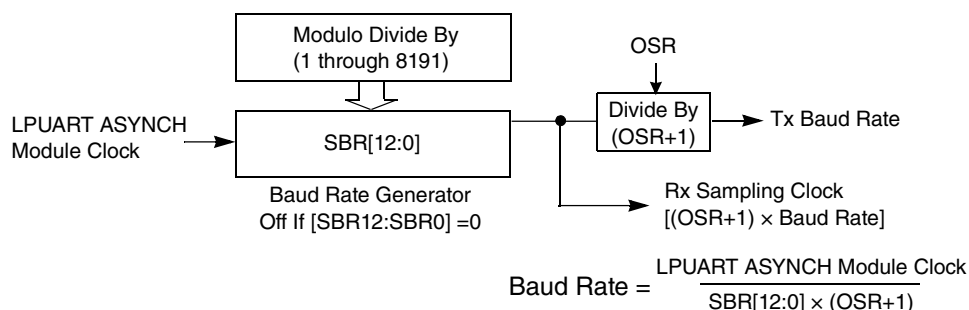 Modulo Divide By
(1 through 8191)
OSR
LPUART ASYNCH
Module Clock
SBR[12:0]
Divide By
(OSR+1)
Tx Baud Rate
Baud Rate Generator
Off If [SBR12:SBR0] =0
Rx Sampling Clock
[(OSR+1) × Baud Rate]
Baud Rate =
LPUART ASYNCH Module Clock
SBR[12:0] × (OSR+1)